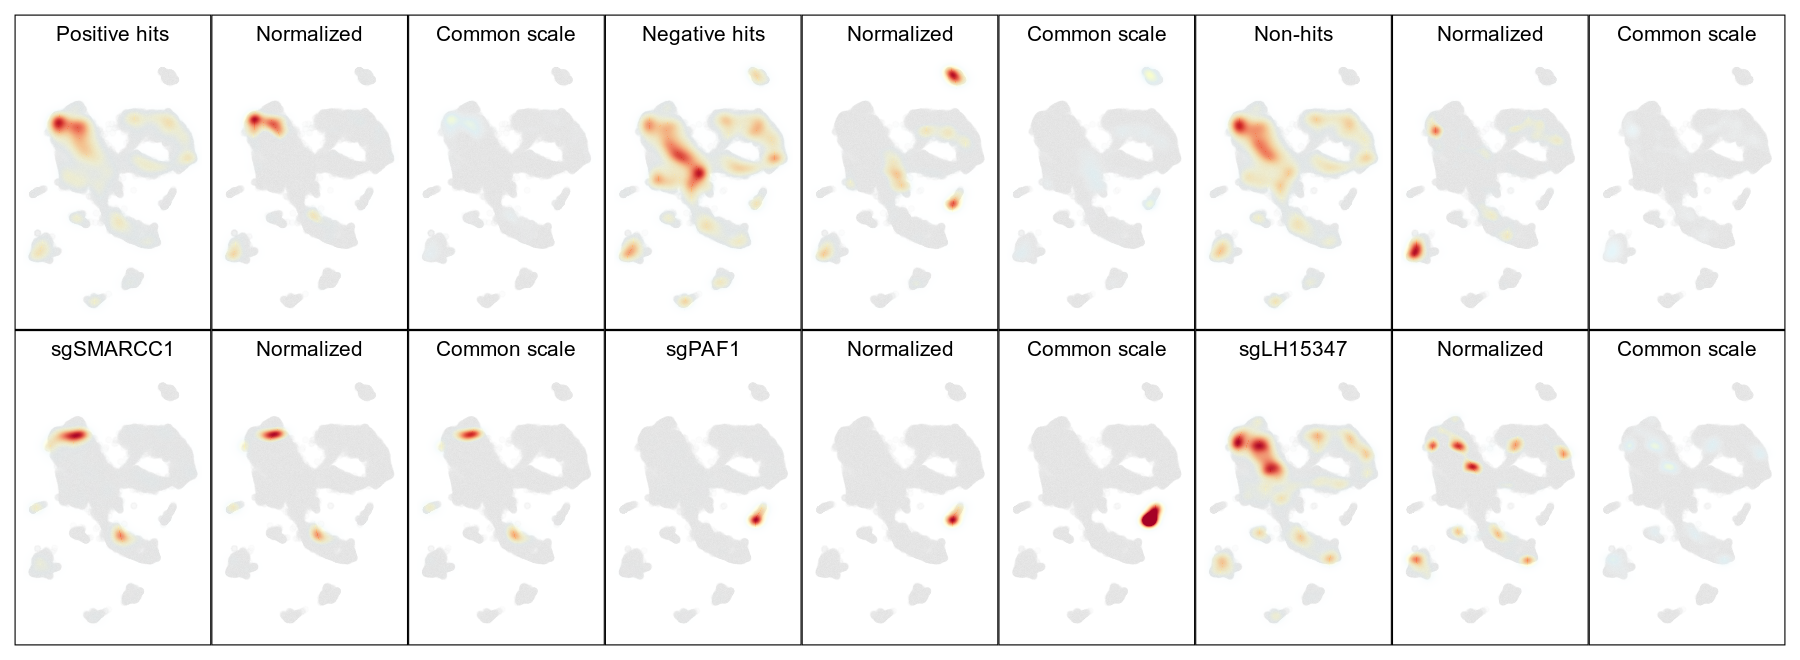 Positive hits
Normalized
Common scale
Negative hits
Normalized
Common scale
Non-hits
Normalized
Common scale
sgSMARCC1
Normalized
Common scale
sgPAF1
Normalized
Common scale
sgLH15347
Normalized
Common scale